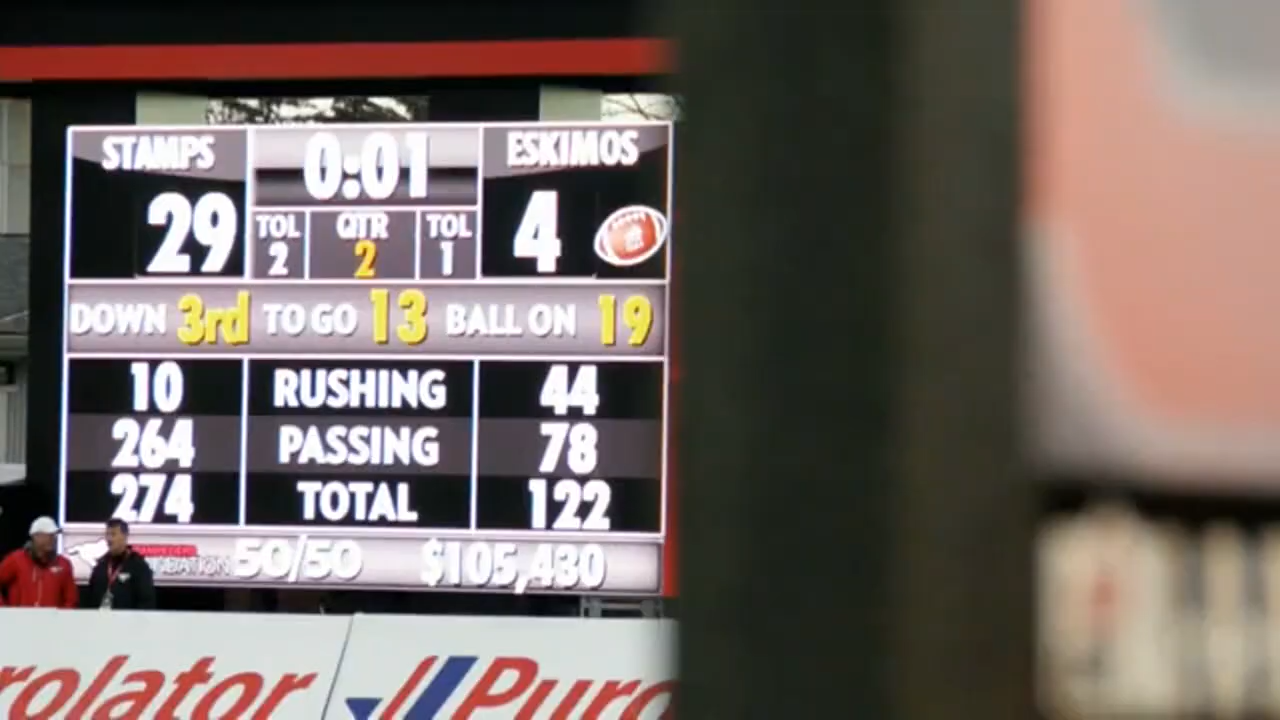 STAMPS 0:01 ESKIMOS
29 TOL 2 QTR 2 TOL 1 4
DOWN 3rd TO GO 13 BALL ON 19
10 RUSHING 44
264 PASSING 78
274 TOTAL 122
50/50 $105,430
rolator Puro